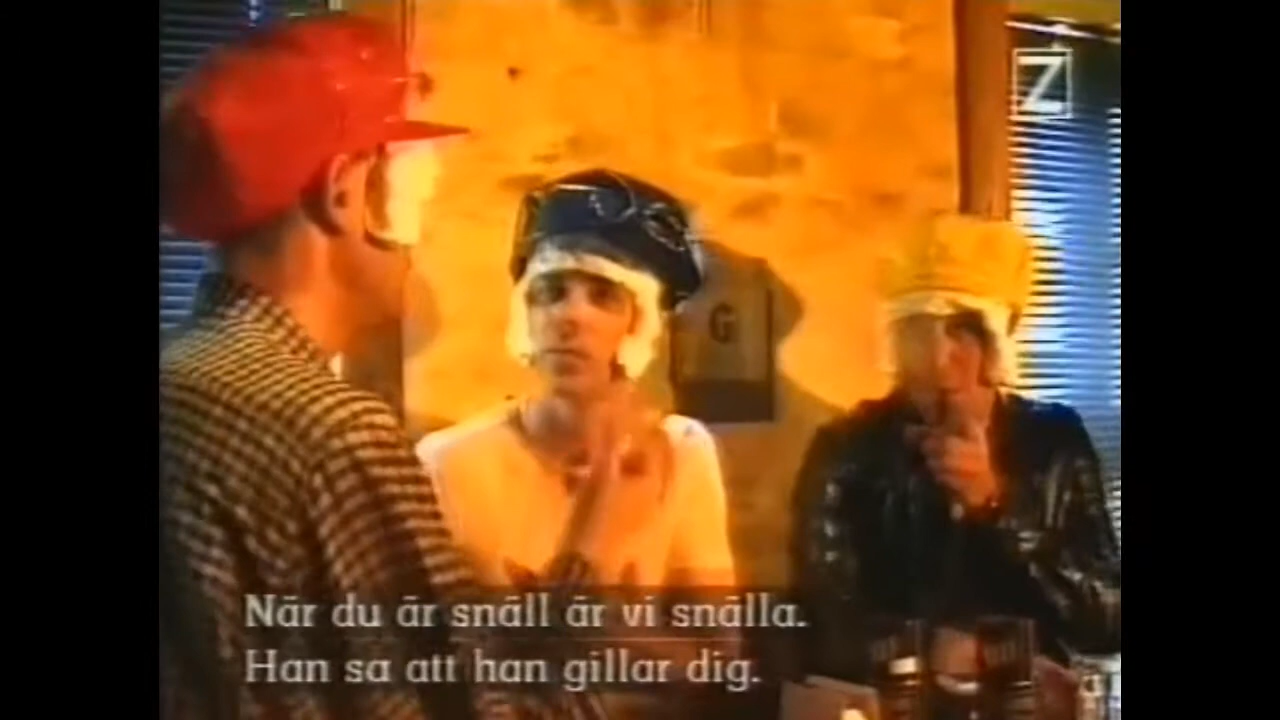 Z
G
När du är snäll är vi snälla.
Han sa att han gillar dig.